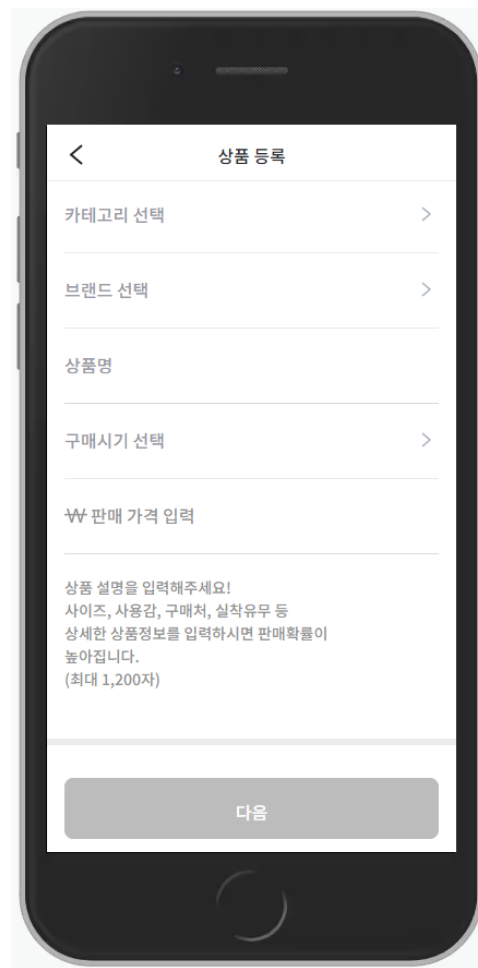 상품 등록
카테고리 선택
브랜드 선택
상품명
구매시기 선택
₩ 판매 가격 입력
상품 설명을 입력해주세요!
사이즈, 사용감, 구매처, 실착유무 등
상세한 상품정보를 입력하시면 판매확률이
높아집니다.
(최대 1,200자)
다음